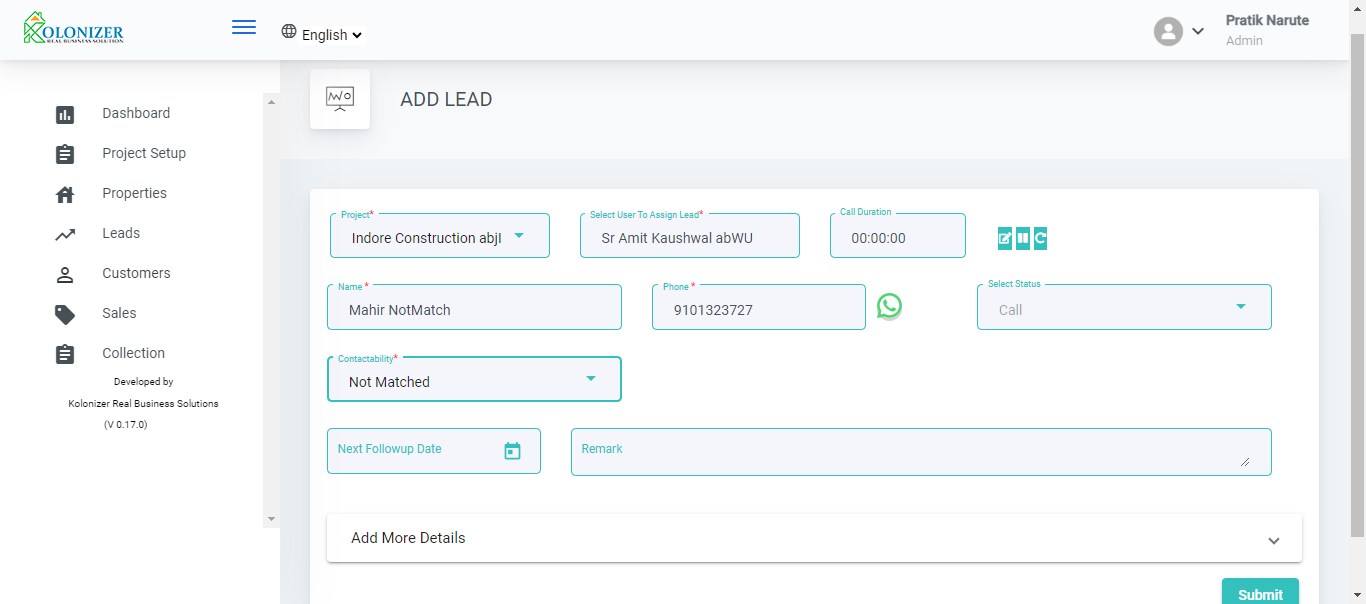 KOLONIZER
REAL BUSINESS SOLUTION
English
Pratik Narute
Admin
Dashboard
Project Setup
Properties
Leads
Customers
Sales
Collection
Developed by
Kolonizer Real Business Solutions
(V 0.17.0)
ADD LEAD
Project*
Indore Construction abjI
Select User To Assign Lead*
Sr Amit Kaushwal abWU
Call Duration
00:00:00
Name *
Mahir NotMatch
Phone *
9101323727
Select Status
Call
Contactability*
Not Matched
Next Followup Date
Remark
Add More Details
Submit